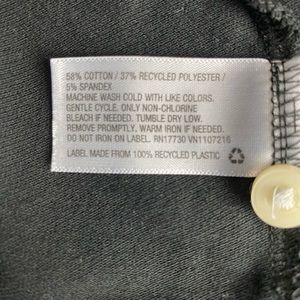 58% COTTON / 37% RECYCLED POLYESTER /
5% SPANDEX
MACHINE WASH COLD WITH LIKE COLORS.
GENTLE CYCLE. ONLY NON-CHLORINE
BLEACH IF NEEDED. TUMBLE DRY LOW.
REMOVE PROMPTLY. WARM IRON IF NEEDED.
DO NOT IRON ON LABEL. RN17730 VN1107216
LABEL MADE FROM 100% RECYCLED PLASTIC